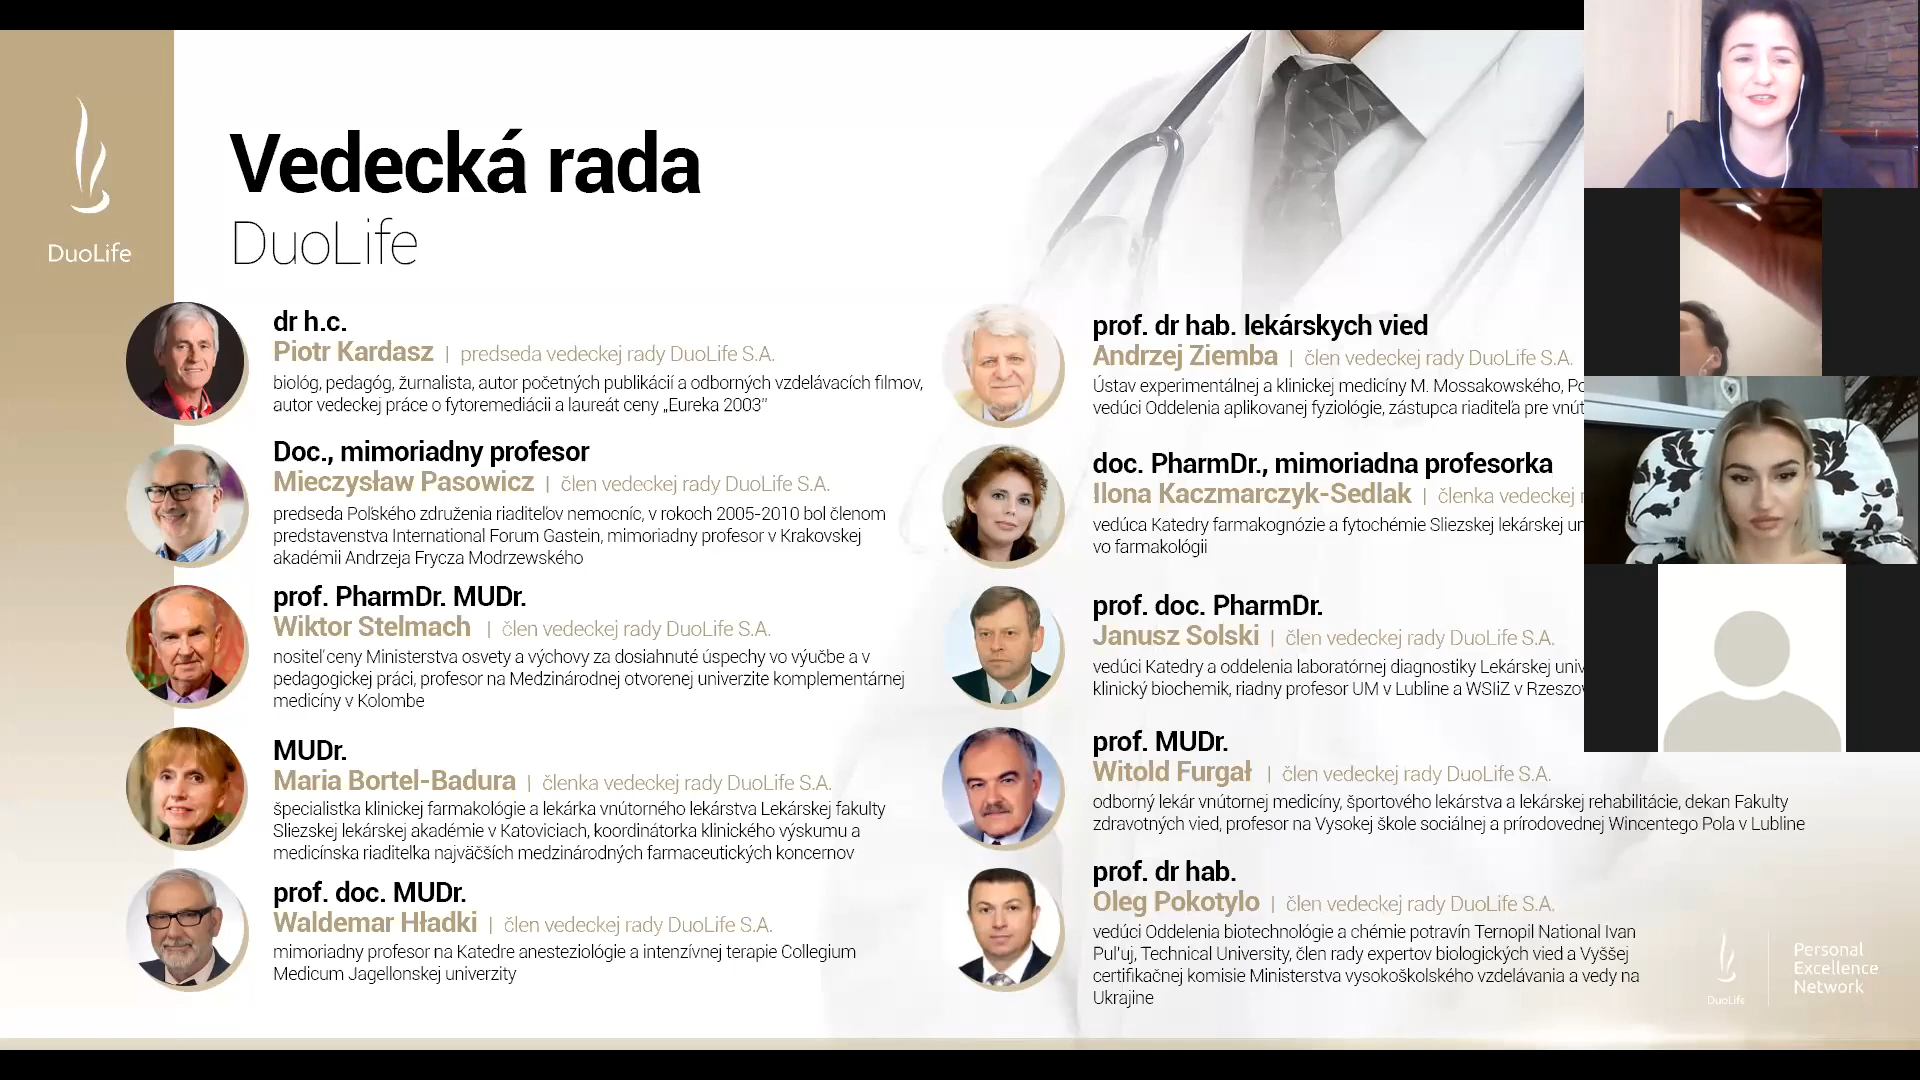 DuoLife
Vedecká rada
DuoLife
dr h.c.
Piotr Kardasz | predseda vedeckej rady DuoLife S.A.
biológ, pedagóg, žurnalista, autor početných publikácií a odborných vzdelávacích filmov,
autor vedeckej práce o fytoremediácii a laureát ceny „Eureka 2003"
Doc., mimoriadny profesor
Mieczysław Pasowicz | člen vedeckej rady DuoLife S.A.
predseda Poľského združenia riaditeľov nemocníc, v rokoch 2005-2010 bol členom
predstavenstva International Forum Gastein, mimoriadny profesor v Krakovskej
akadémii Andrzeja Frycza Modrzewského
prof. PharmDr. MUDr.
Wiktor Stelmach | člen vedeckej rady DuoLife S.A.
nositeľ ceny Ministerstva osvety a výchovy za dosiahnuté úspechy vo výučbe a v
pedagogickej práci, profesor na Medzinárodnej otvorenej univerzite komplementárnej
medicíny v Kolombe
MUDr.
Maria Bortel-Badura | členka vedeckej rady DuoLife S.A.
špecialistka klinickej farmakológie a lekárka vnútorného lekárstva Lekárskej fakulty
Sliezskej lekárskej akadémie v Katoviciach, koordinátorka klinického výskumu a
medicínska riaditelka najväčších medzinárodných farmaceutických koncernov
prof. doc. MUDr.
Waldemar Hładki | člen vedeckej rady DuoLife S.A.
mimoriadny profesor na Katedre anesteziológie a intenzívnej terapie Collegium
Medicum Jagellonskej univerzity
prof. dr hab. lekárskych vied
Andrzej Ziemba | člen vedeckej rady DuoLife S.A.
Ústav experimentálnej a klinickej medicíny M. Mossakowského, Po
vedúci Oddelenia aplikovanej fyziológie, zástupca riaditeľa pre vnút
doc. PharmDr., mimoriadna profesorka
Ilona Kaczmarczyk-Sedlak | členka vedeckej r
vedúca Katedry farmakognózie a fytochémie Sliezskej lekárskej un
vo farmakológii
prof. doc. PharmDr.
Janusz Solski | člen vedeckej rady DuoLife S.A.
vedúci Katedry a oddelenia laboratórnej diagnostiky Lekárskej univ
klinický biochemik, riadny profesor UM v Lubline a WSIiZ v Rzeszov
prof. MUDr.
Witold Furgał | člen vedeckej rady DuoLife S.A.
odborný lekár vnútornej medicíny, športového lekárstva a lekárskej rehabilitácie, dekan Fakulty
zdravotných vied, profesor na Vysokej škole sociálnej a prírodovednej Wincentego Pola v Lubline
prof. dr hab.
Oleg Pokotylo | člen vedeckej rady DuoLife S.A.
vedúci Oddelenia biotechnológie a chémie potravín Ternopil National Ivan
Pul'uj, Technical University, člen rady expertov biologických vied a Vyššej
certifikačnej komisie Ministerstva vysokoškolského vzdelávania a vedy na
Ukrajine
DuoLife
Personal
Excellence
Network